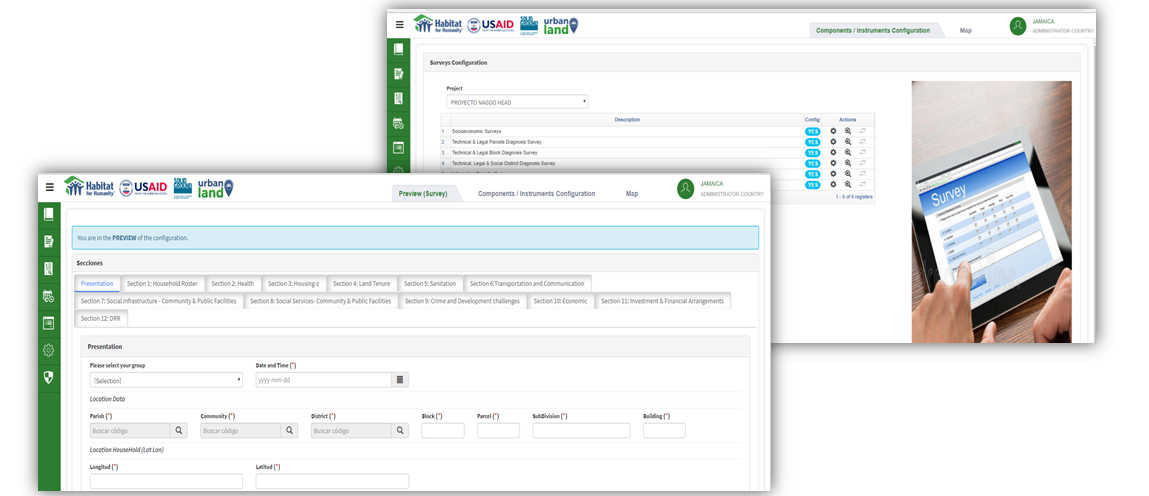 Habitat for Humanity USAID SOLID GROUND urban land
Components / Instruments Configuration Map
JAMAICA
ADMINISTRATOR COUNTRY
Surveys Configuration
Project
PROYECTO NAGGO HEAD
Description Config Actions
1 Socioeconomic Surveys YES
2 Technical & Legal Parcels Diagnosis Survey YES
3 Technical & Legal Block Diagnosis Survey YES
4 Technical, Legal & Social District Diagnosis Survey YES
YES
YES
1 - 6 of 6 registers
Survey
Habitat for Humanity USAID SOLID GROUND urban land
Preview (Survey) Components / Instruments Configuration Map
JAMAICA
ADMINISTRATOR COUNTRY
You are in the PREVIEW of the configuration.
Secciones
Presentation Section 1: Household Roster Section 2: Health Section 3: Housing-z Section 4: Land Tenure Section 5: Sanitation Section 6:Transportation and Communication
Section 7: Social Infrastructure - Community & Public Facilities Section 8: Social Services- Community & Public Facilities Section 9: Crime and Development challenges Section 10: Economic Section 11: Investment & Financial Arrangements
Section 12: DRR
Presentation
Please select your group Date and Time (*)
[Selection] yyyy-mm-dd
Location Data
Parish (*) Community (*) District (*) Block (*) Parcel (*) SubDivision (*) Building (*)
Buscar código Buscar código Buscar código
Location HouseHold (Lat Lon)
Longitud (*) Latitud (*)